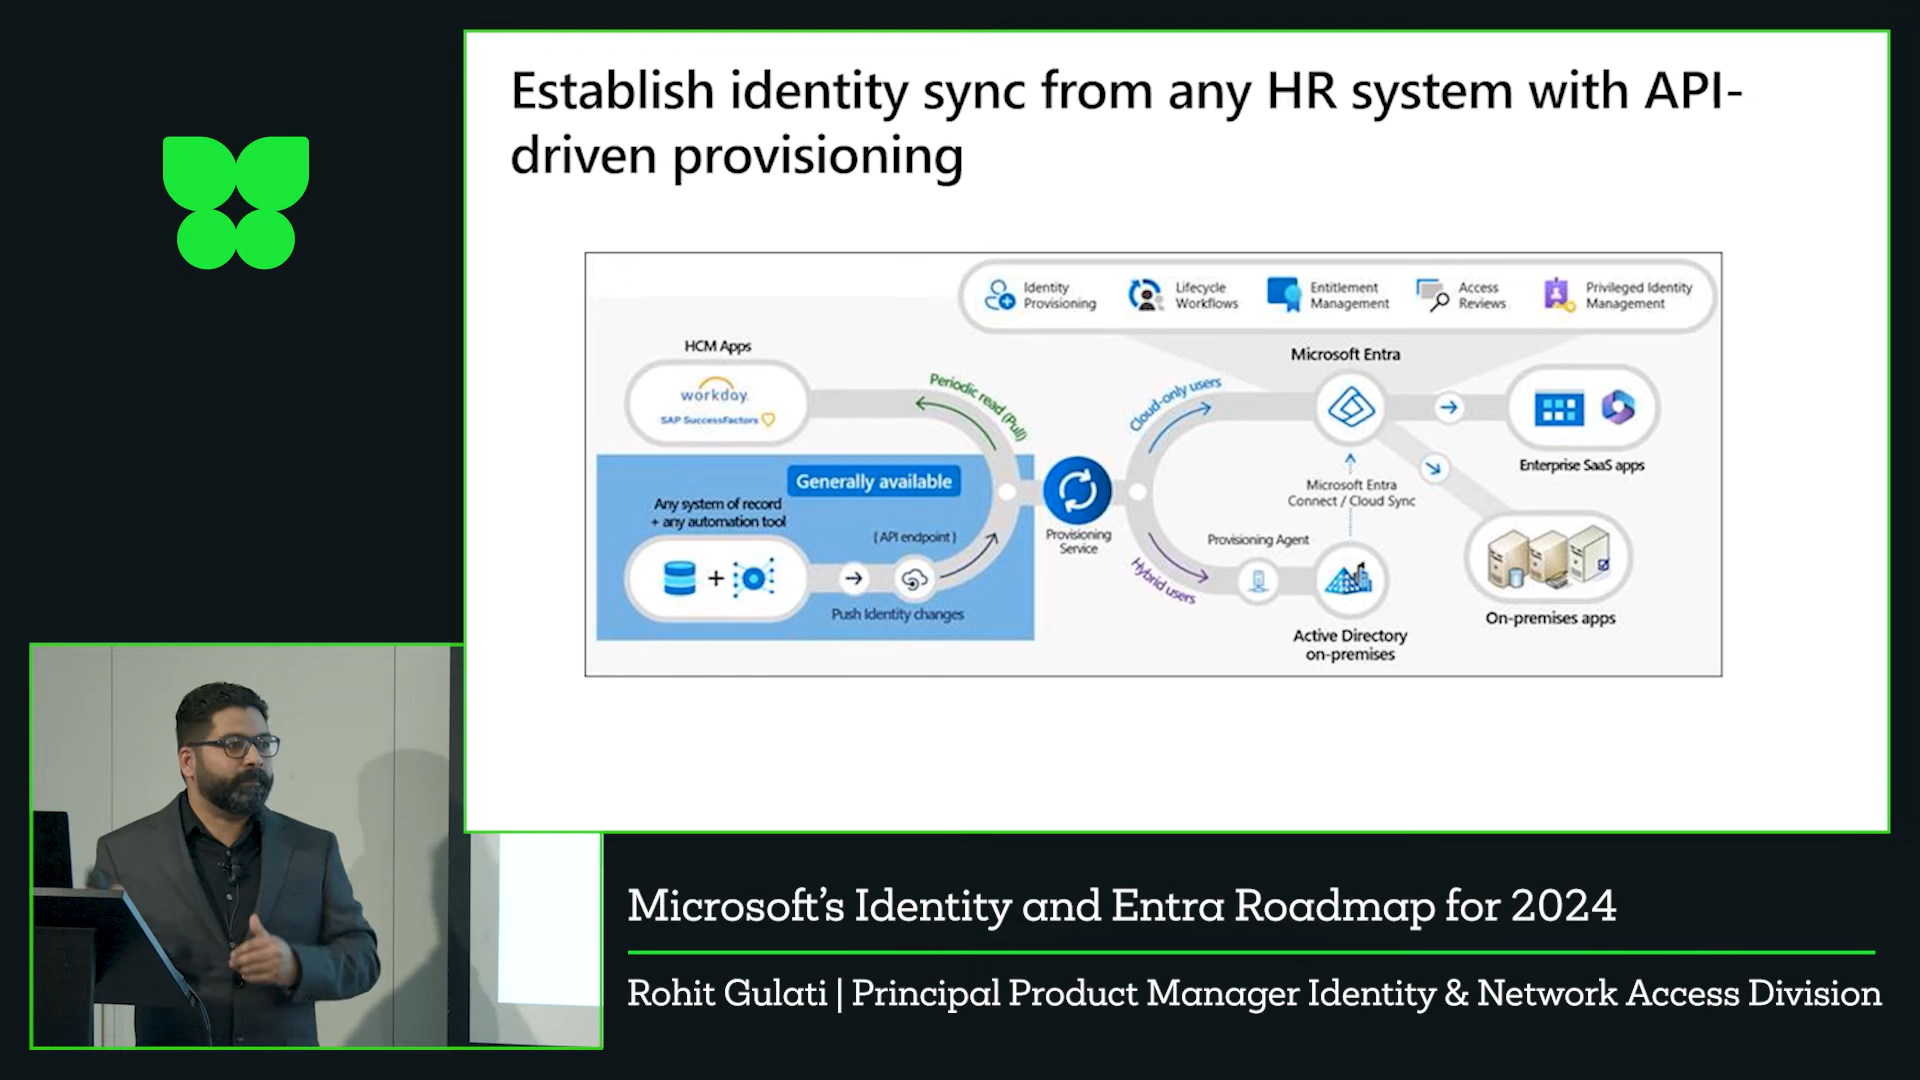 Establish identity sync from any HR system with API-
driven provisioning
Identity
Provisioning
Lifecycle
Workflows
Entitlement
Management
Access
Reviews
Privileged Identity
Management
HCM Apps
workday.
SAP SuccessFactors
Periodic read (Pull)
Generally available
Any system of record
+ any automation tool
{ API endpoint }
+
Push Identity changes
Provisioning
Service
Cloud-only users
Hybrid users
Microsoft Entra
Microsoft Entra
Connect / Cloud Sync
Provisioning Agent
Active Directory
on-premises
Enterprise SaaS apps
On-premises apps
Microsoft’s Identity and Entra Roadmap for 2024
Rohit Gulati | Principal Product Manager Identity & Network Access Division